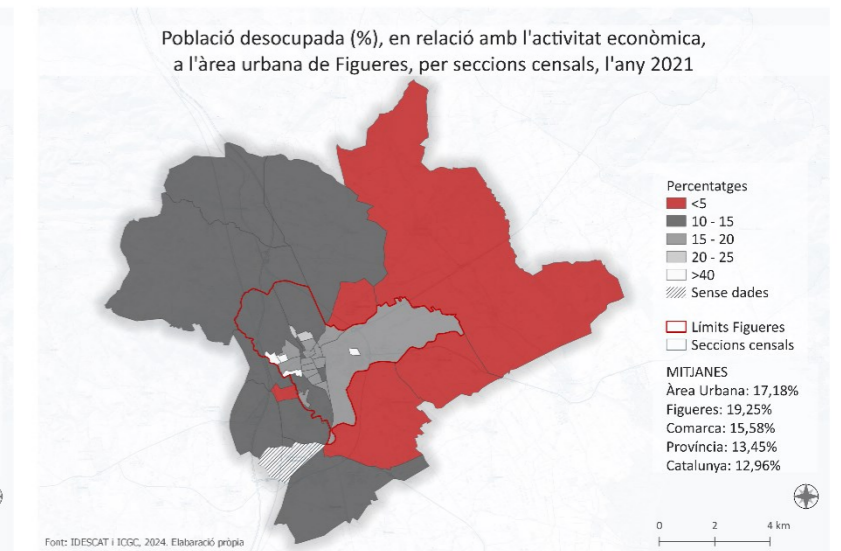 Població desocupada (%), en relació amb l'activitat econòmica,
a l'àrea urbana de Figueres, per seccions censals, l'any 2021
Percentatges
<5
10 - 15
15 - 20
20 - 25
>40
Sense dades
Límits Figueres
Seccions censals
MITJANES
Àrea Urbana: 17,18%
Figueres: 19,25%
Comarca: 15,58%
Província: 13,45%
Catalunya: 12,96%
0 2 4 km
Font: IDESCAT i ICGC, 2024. Elabaració pròpia